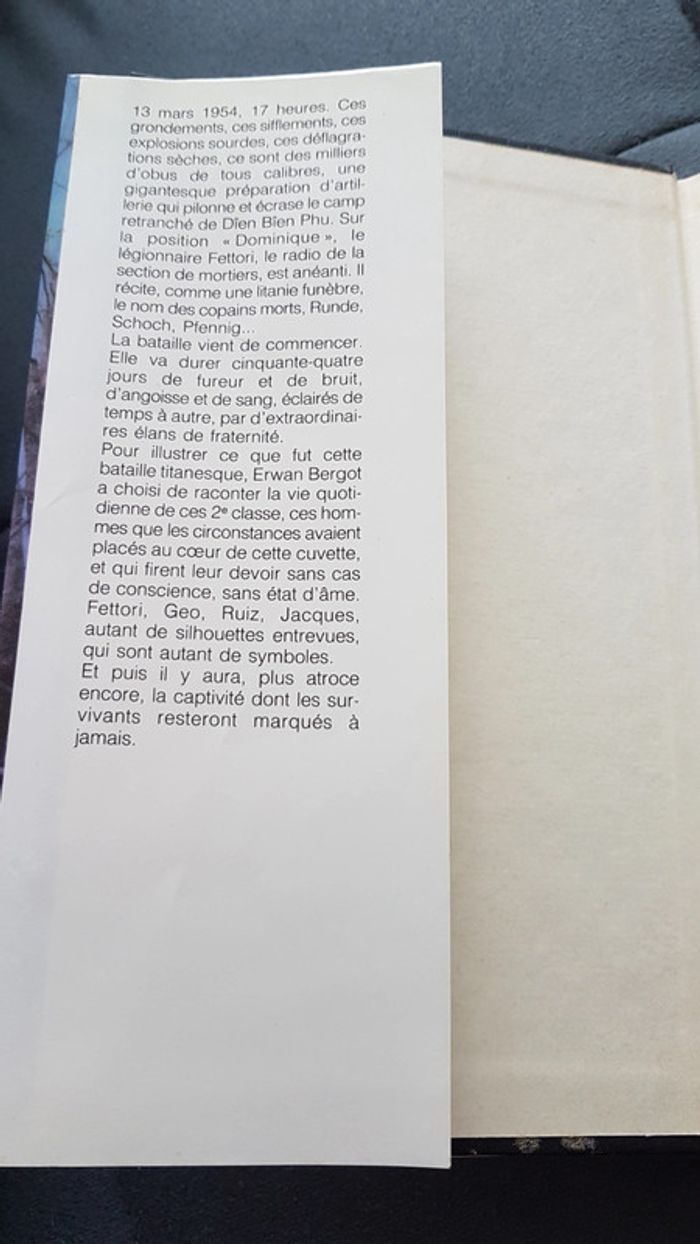 13 mars 1954, 17 heures. Ces
grondements, ces sifflements, ces
explosions sourdes, ces déflagra-
tions sèches, ce sont des milliers
d'obus de tous calibres, une
gigantesque préparation d'artil-
lerie qui pilonne et écrase le camp
retranché de Dîen Bîen Phu. Sur
la position « Dominique », le
légionnaire Fettori, le radio de la
section de mortiers, est anéanti. Il
récite, comme une litanie funèbre,
le nom des copains morts, Runde,
Schoch, Pfennig...
La bataille vient de commencer.
Elle va durer cinquante-quatre
jours de fureur et de bruit,
d'angoisse et de sang, éclairés de
temps à autre, par d'extraordinai-
res élans de fraternité.
Pour illustrer ce que fut cette
bataille titanesque, Erwan Bergot
a choisi de raconter la vie quoti-
dienne de ces 2e classe, ces hom-
mes que les circonstances avaient
placés au cœur de cette cuvette,
et qui firent leur devoir sans cas
de conscience, sans état d'âme.
Fettori, Geo, Ruiz, Jacques,
autant de silhouettes entrevues,
qui sont autant de symboles.
Et puis il y aura, plus atroce
encore, la captivité dont les sur-
vivants resteront marqués à
jamais.